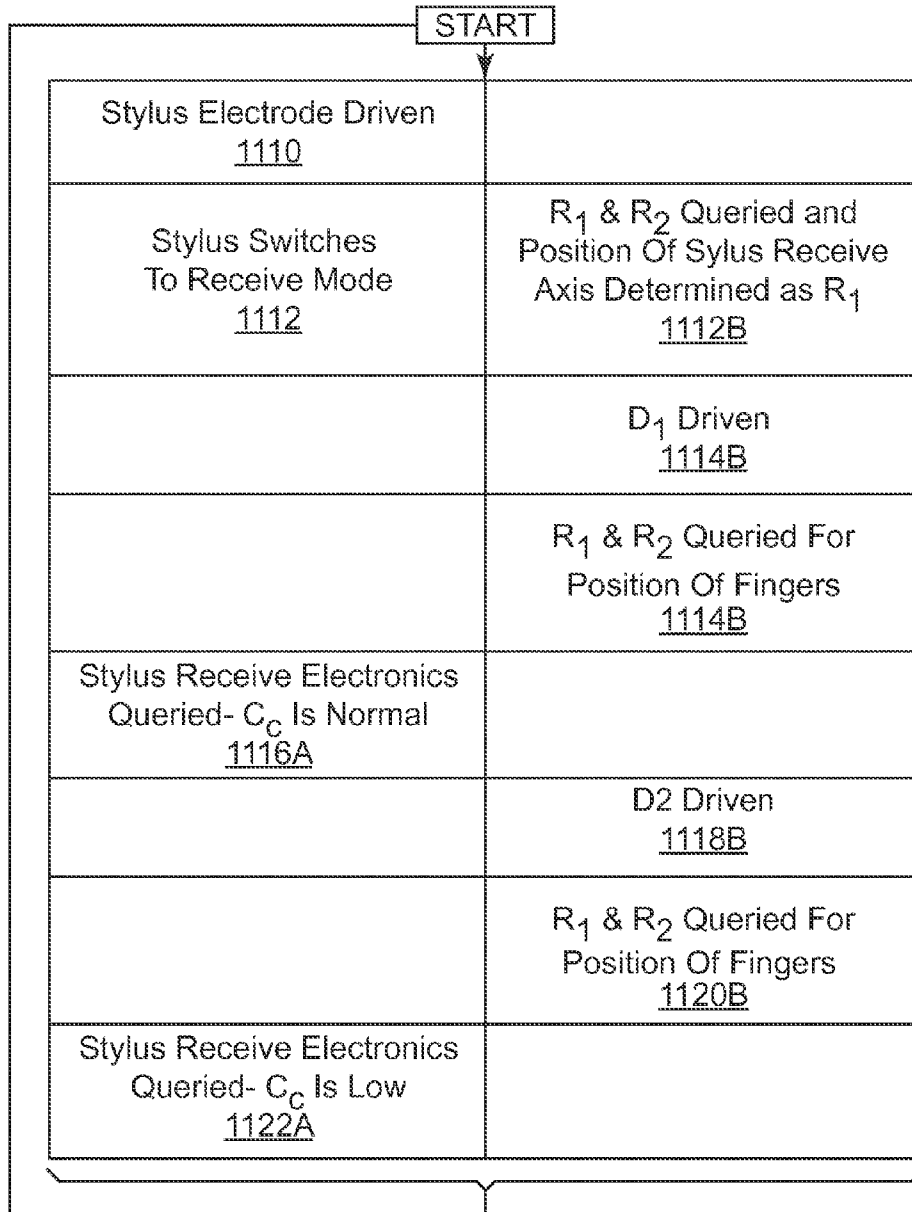 START
Stylus Electrode Driven
1110
Stylus Switches
To Receive Mode
1112
R1 & R2 Queried and
Position Of Sylus Receive
Axis Determined as R1
1112B
D1 Driven
1114B
R1 & R2 Queried For
Position Of Fingers
1114B
Stylus Receive Electronics
Queried- CC Is Normal
1116A
D2 Driven
1118B
R1 & R2 Queried For
Position Of Fingers
1120B
Stylus Receive Electronics
Queried- CC Is Low
1122A